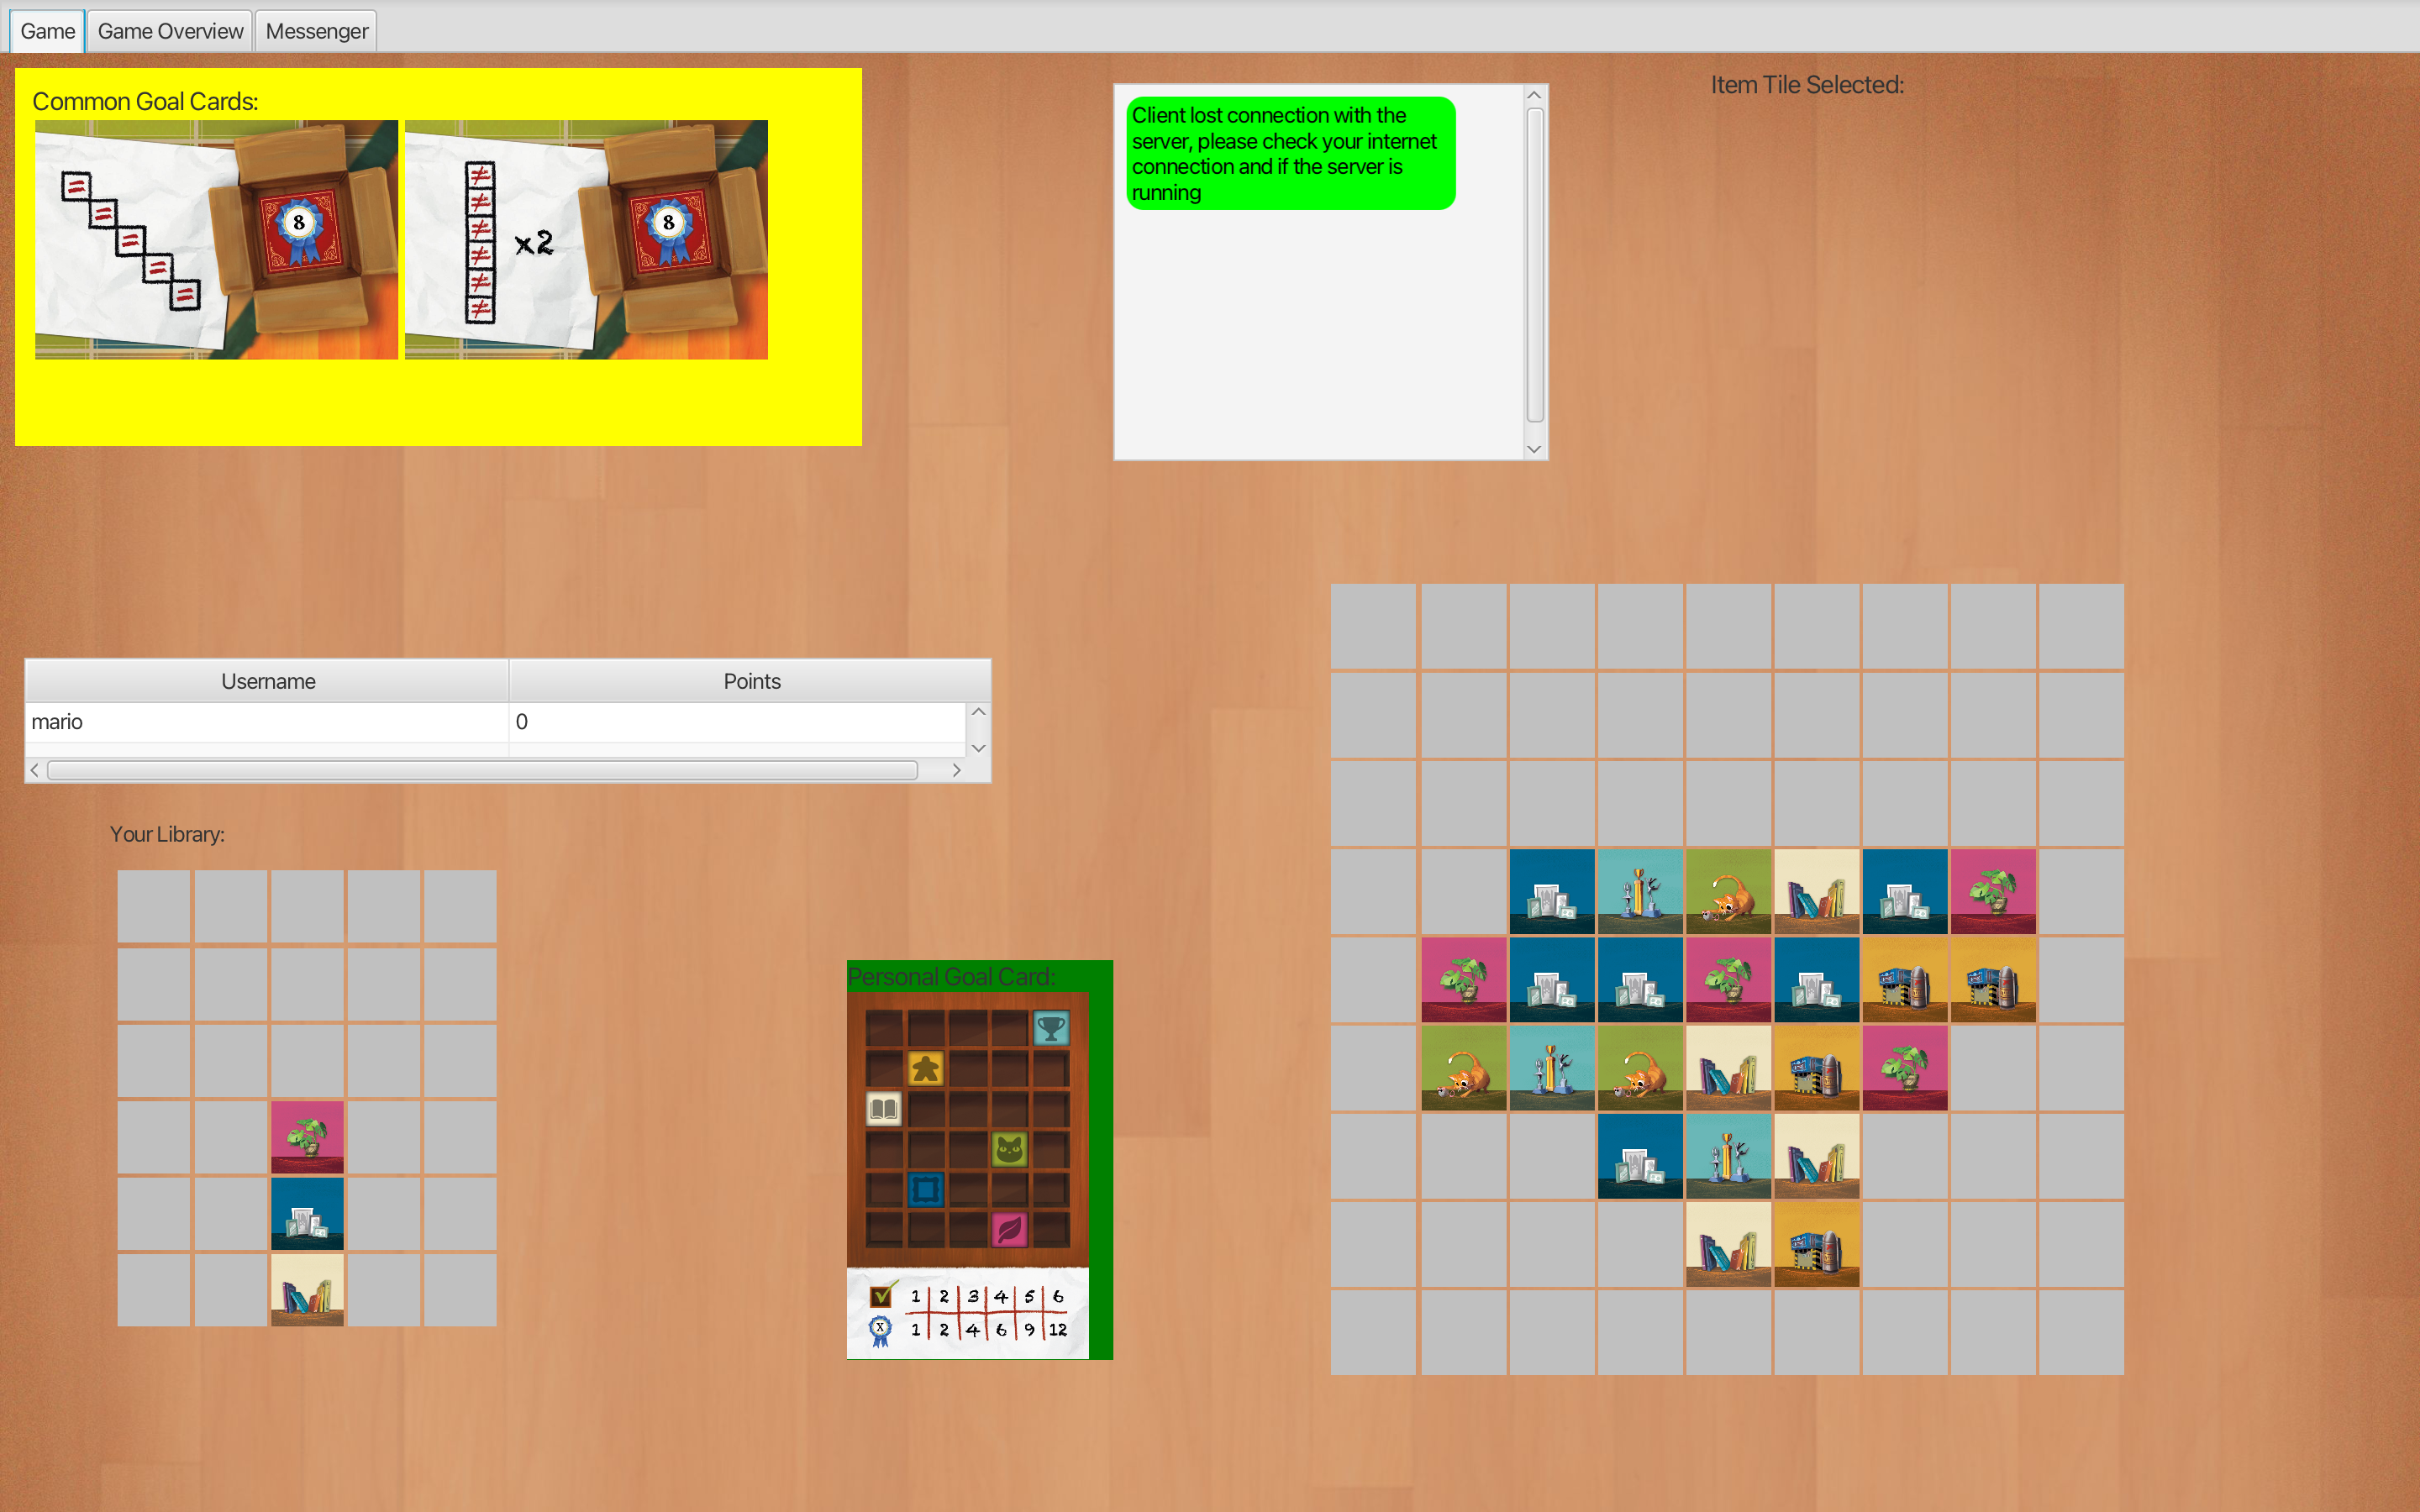 Game Game Overview Messenger
Common Goal Cards:
8
x2
8
Client lost connection with the
server, please check your internet
connection and if the server is
running
Item Tile Selected:
Username Points
mario 0
Your Library:
Personal Goal Card:
1 2 3 4 5 6
X 1 2 4 6 9 12